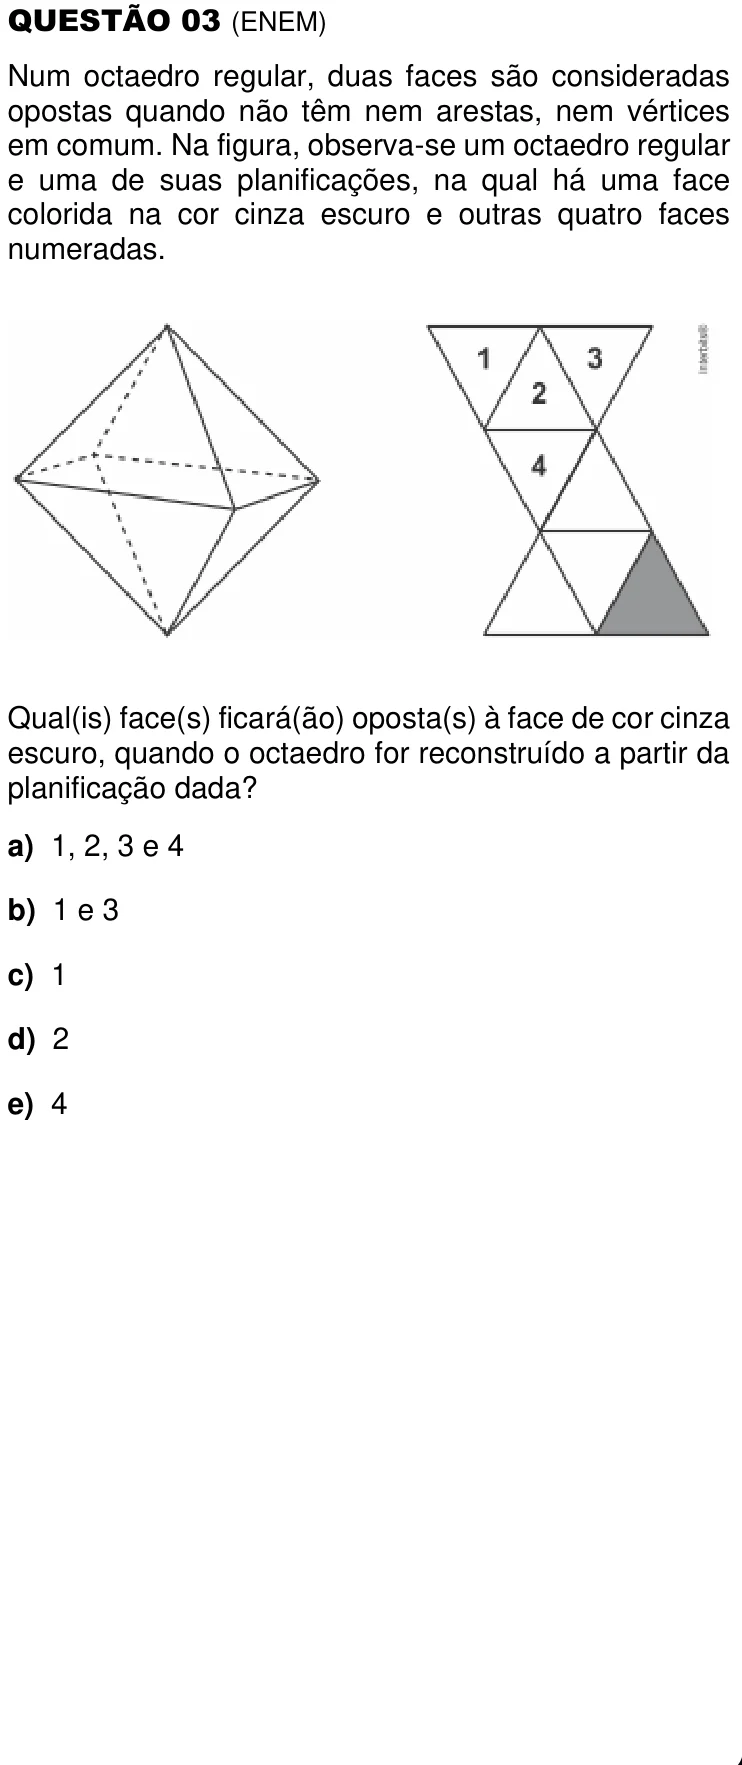 QUESTÃO 03 (ENEM)
Num octaedro regular, duas faces são consideradas
opostas quando não têm nem arestas, nem vértices
em comum. Na figura, observa-se um octaedro regular
e uma de suas planificações, na qual há uma face
colorida na cor cinza escuro e outras quatro faces
numeradas.
1
3
2
4
Interbits®
Qual(is) face(s) ficará(ão) oposta(s) à face de cor cinza
escuro, quando o octaedro for reconstruído a partir da
planificação dada?
a) 1, 2, 3 e 4
b) 1 e 3
c) 1
d) 2
e) 4